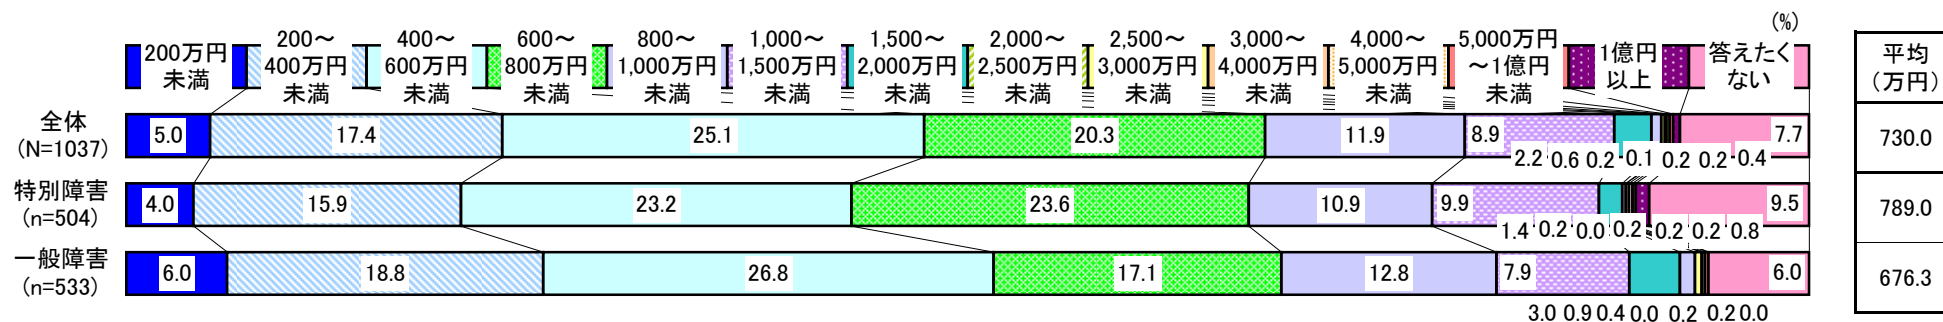 (%)
200万円
未満
200～
400万円
未満
400～
600万円
未満
600～
800万円
未満
800～
1,000万円
未満
1,000～
1,500万円
未満
1,500～
2,000万円
未満
2,000～
2,500万円
未満
2,500～
3,000万円
未満
3,000～
4,000万円
未満
4,000～
5,000万円
未満
5,000万円
～1億円
未満
1億円
以上
答えたく
ない
平均
(万円)
全体
(N=1037)
5.0 17.4 25.1 20.3 11.9 8.9 7.7
2.2 0.6 0.2 0.1 0.2 0.2 0.4
730.0
特別障害
(n=504)
4.0 15.9 23.2 23.6 10.9 9.9 9.5
1.4 0.2 0.0 0.2 0.2 0.2 0.8
789.0
一般障害
(n=533)
6.0 18.8 26.8 17.1 12.8 7.9 6.0
3.0 0.9 0.4 0.0 0.2 0.2 0.0
676.3